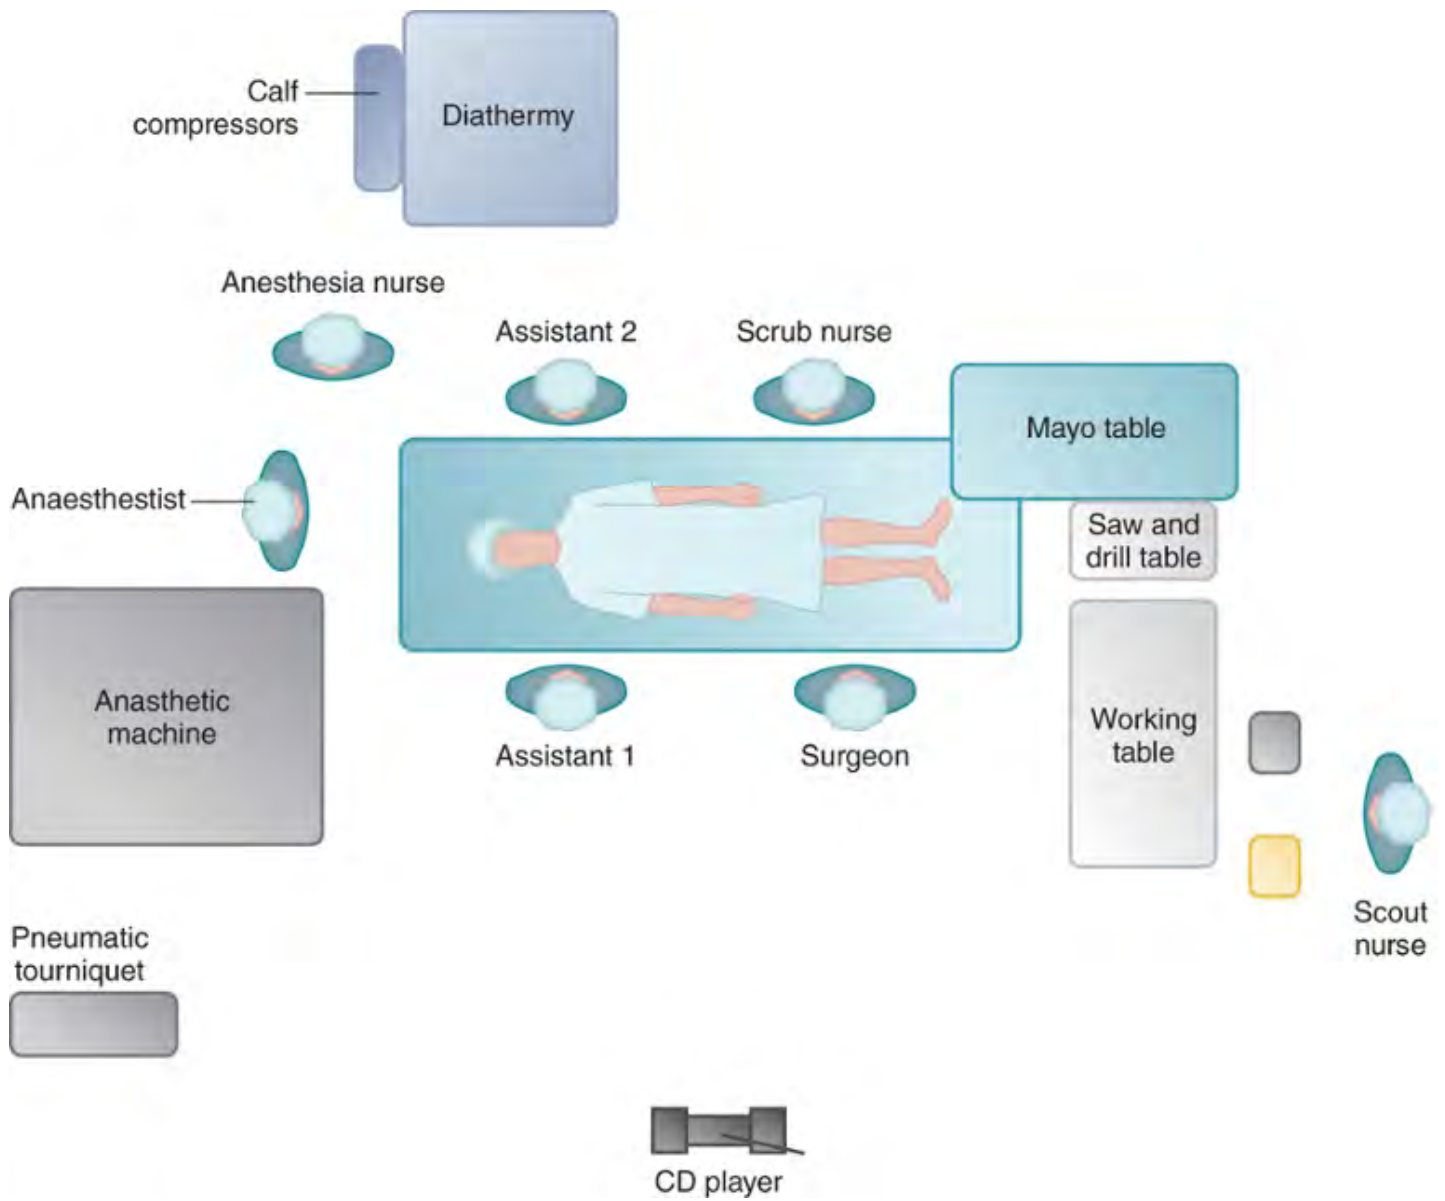 Calf
compressors
Diathermy
Anesthesia nurse
Assistant 2
Scrub nurse
Mayo table
Anaesthestist
Saw and
drill table
Anasthetic
machine
Working
table
Assistant 1
Surgeon
Scout
nurse
Pneumatic
tourniquet
CD player